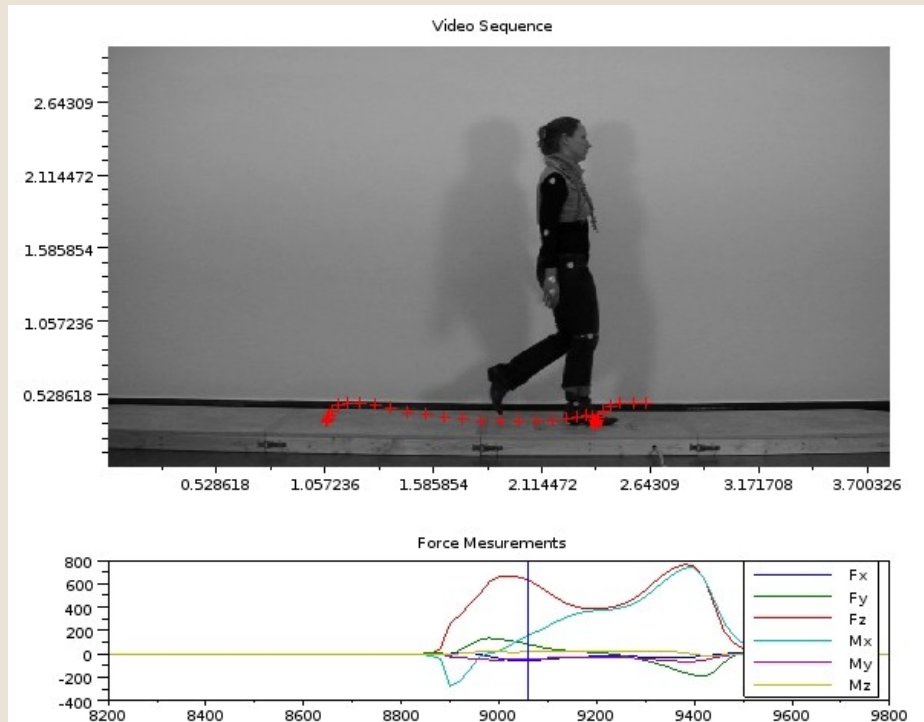 Video Sequence
2.64309
2.114472
1.585854
1.057236
0.528618
0.528618 1.057236 1.585854 2.114472 2.64309 3.171708 3.700326
Force Mesurements
800
600
400
200
0
-200
-400
Fx
Fy
Fz
Mx
My
Mz
8200 8400 8600 8800 9000 9200 9400 9600 9800